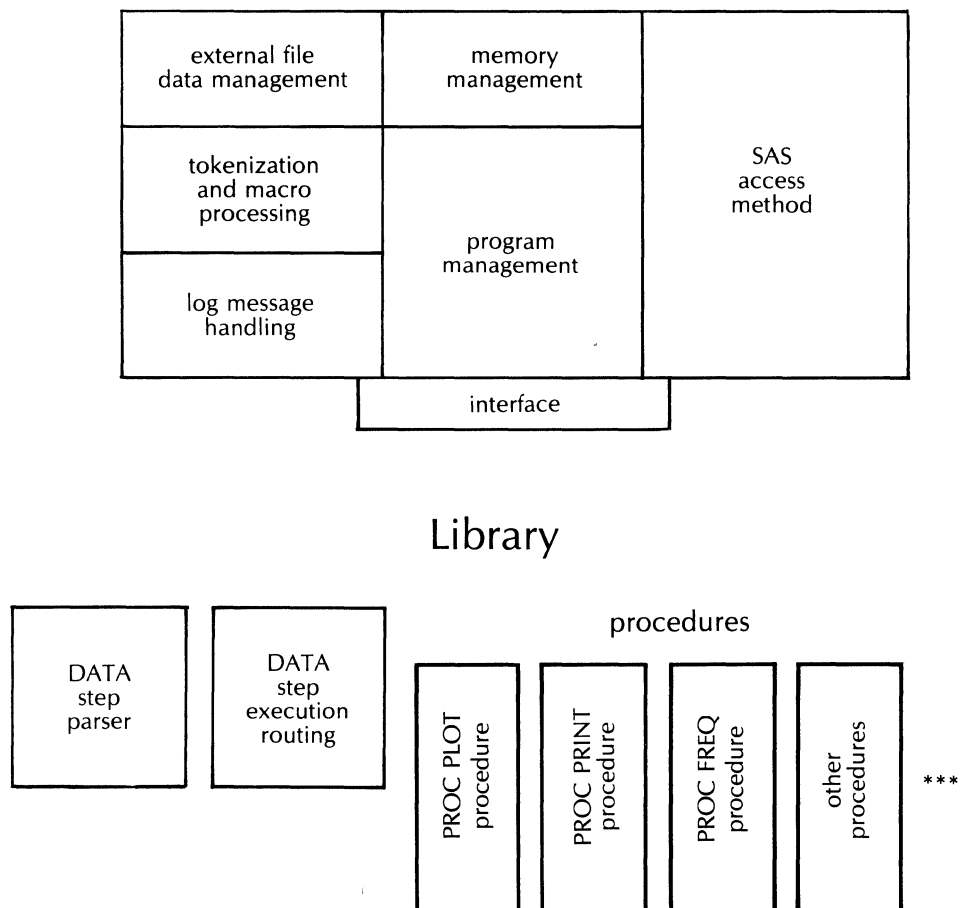 external file
data management
memory
management
SAS
access
method
tokenization
and macro
processing
program
management
log message
handling
interface
Library
procedures
DATA
step
parser
DATA
step
execution
routing
PROC PLOT
procedure
PROC PRINT
procedure
PROC FREQ
procedure
other
procedures
***